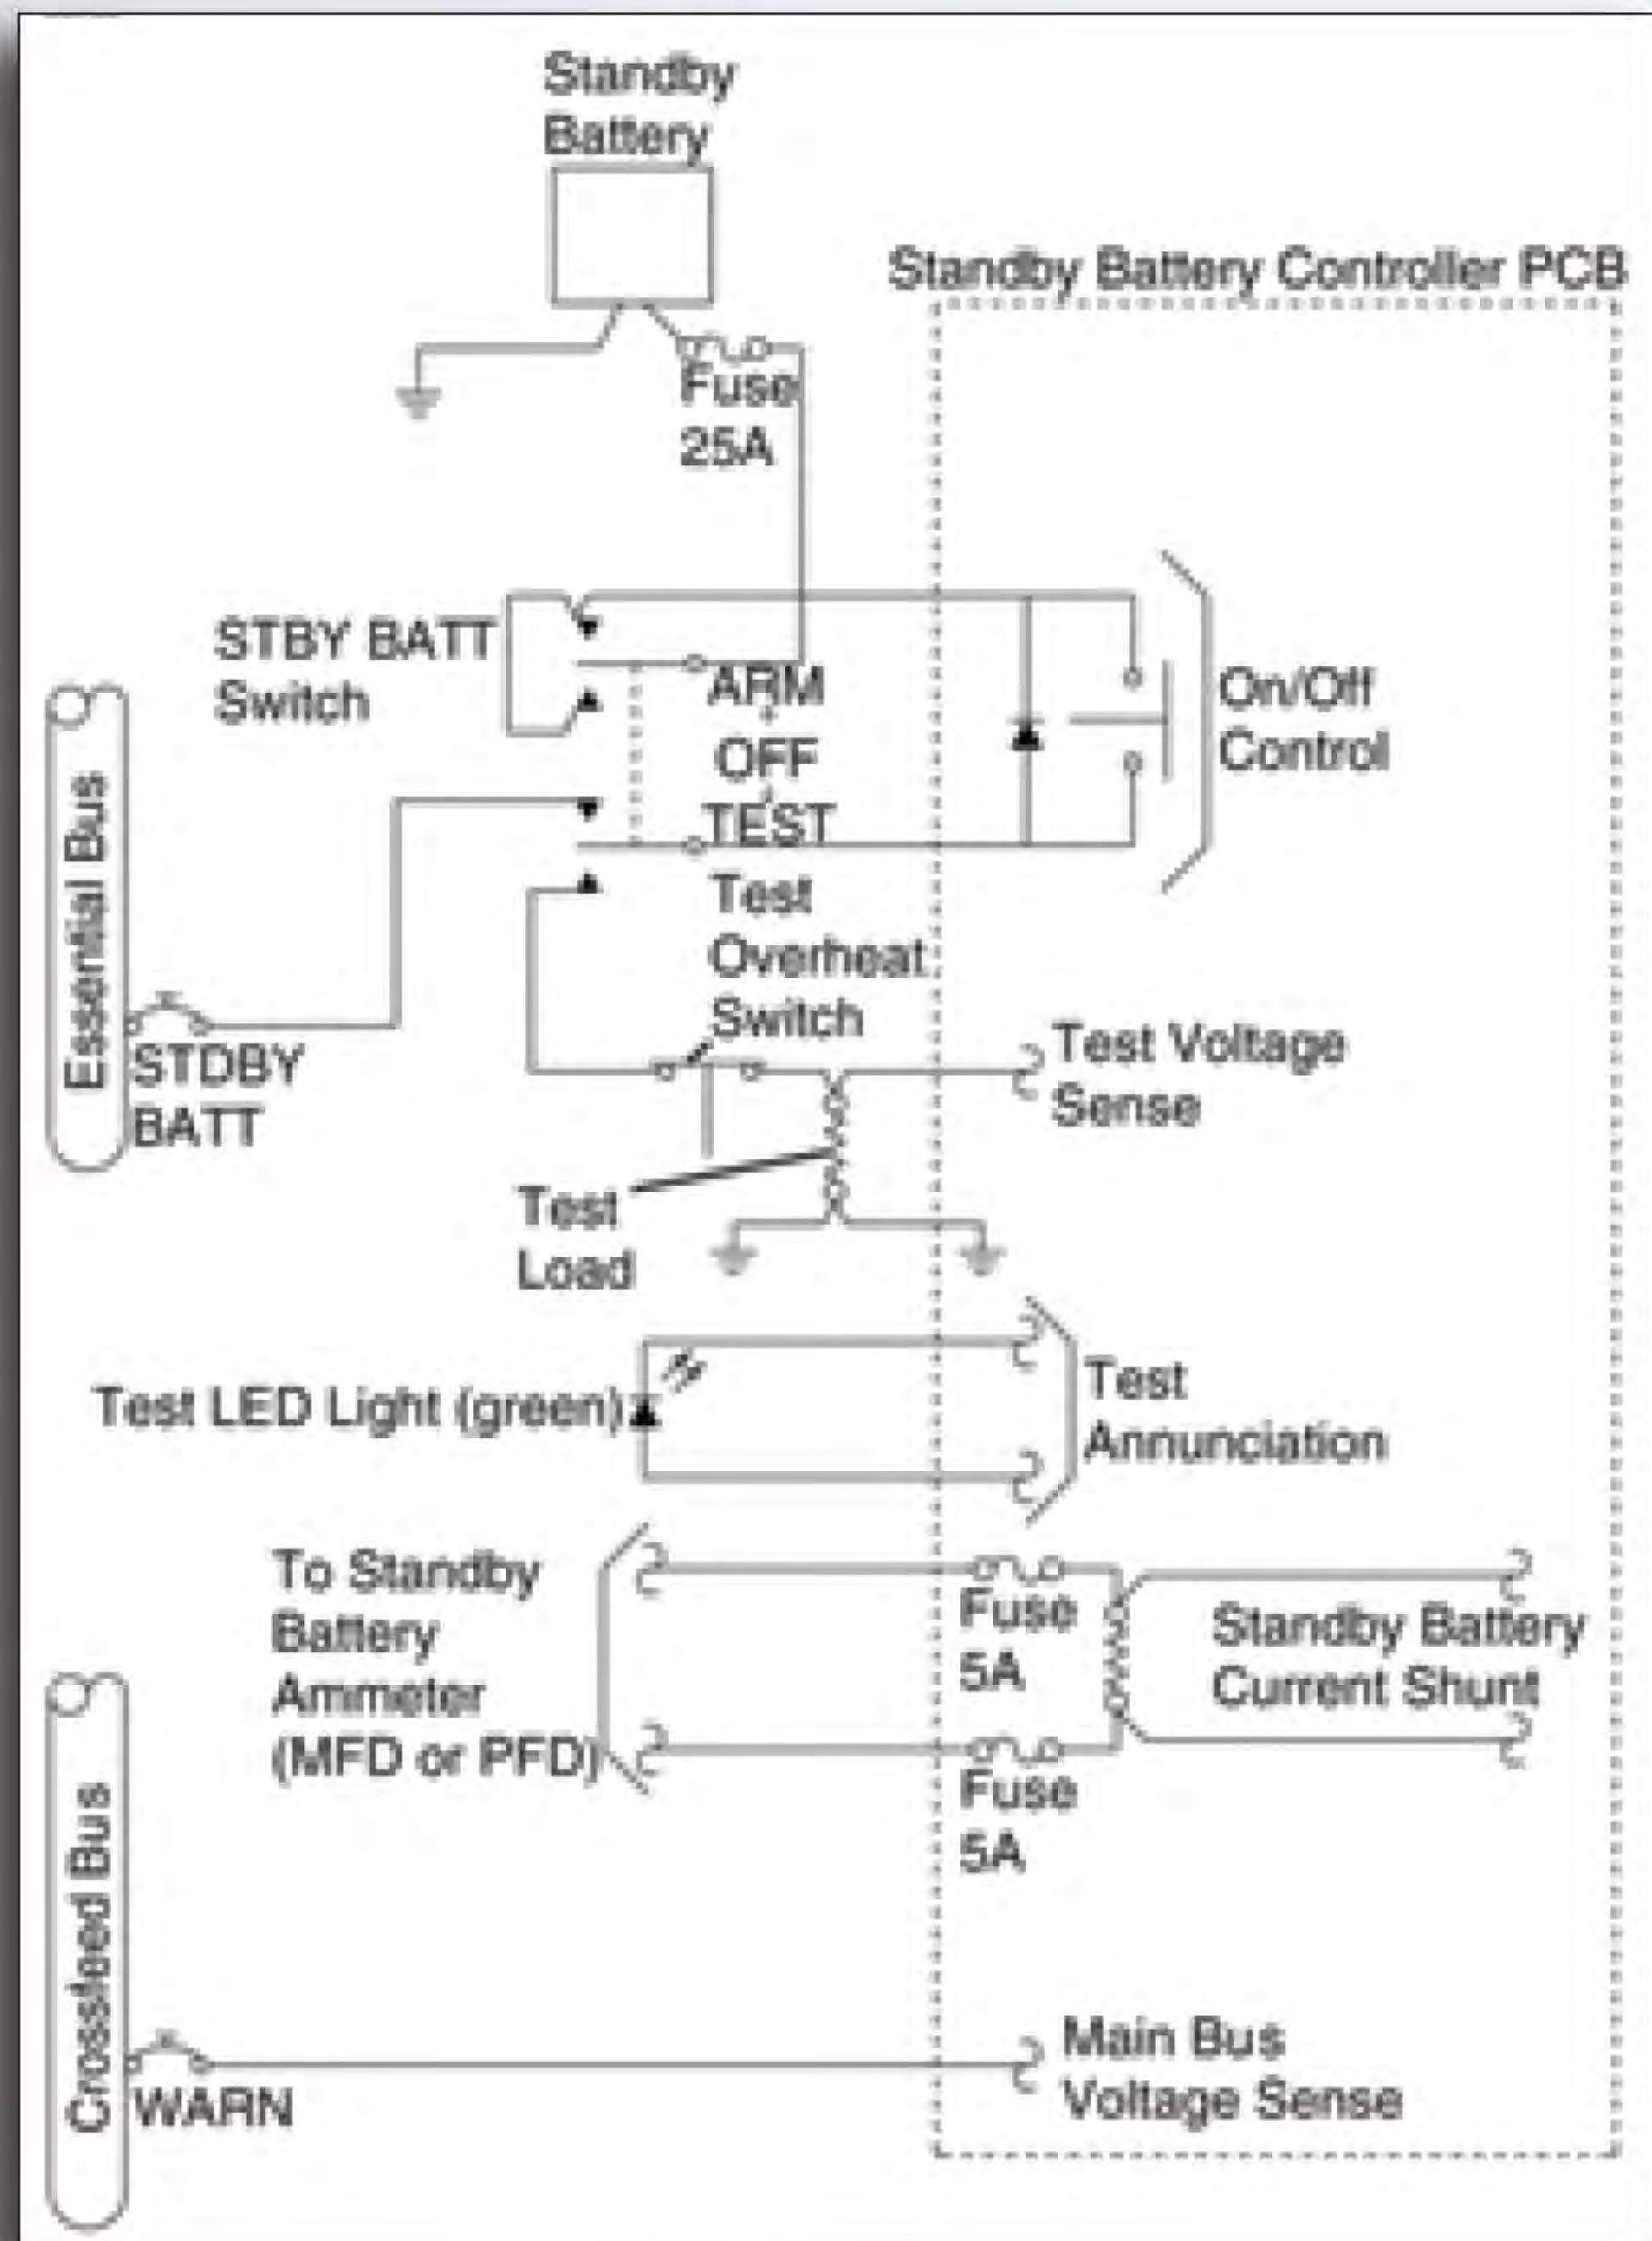 Standby
Battery
Standby Battery Controller PCB
Fuse
25A
STBY BATT
Switch
ARM
OFF
TEST
On/Off
Control
Essential Bus
STDBY
BATT
Test
Overheat
Switch
Test Voltage
Sense
Test
Load
Test LED Light (green)
Test
Annunciation
To Standby
Battery
Ammeter
(MFD or PFD)
Fuse
5A
Standby Battery
Current Shunt
Fuse
5A
Crossfeed Bus
WARN
Main Bus
Voltage Sense